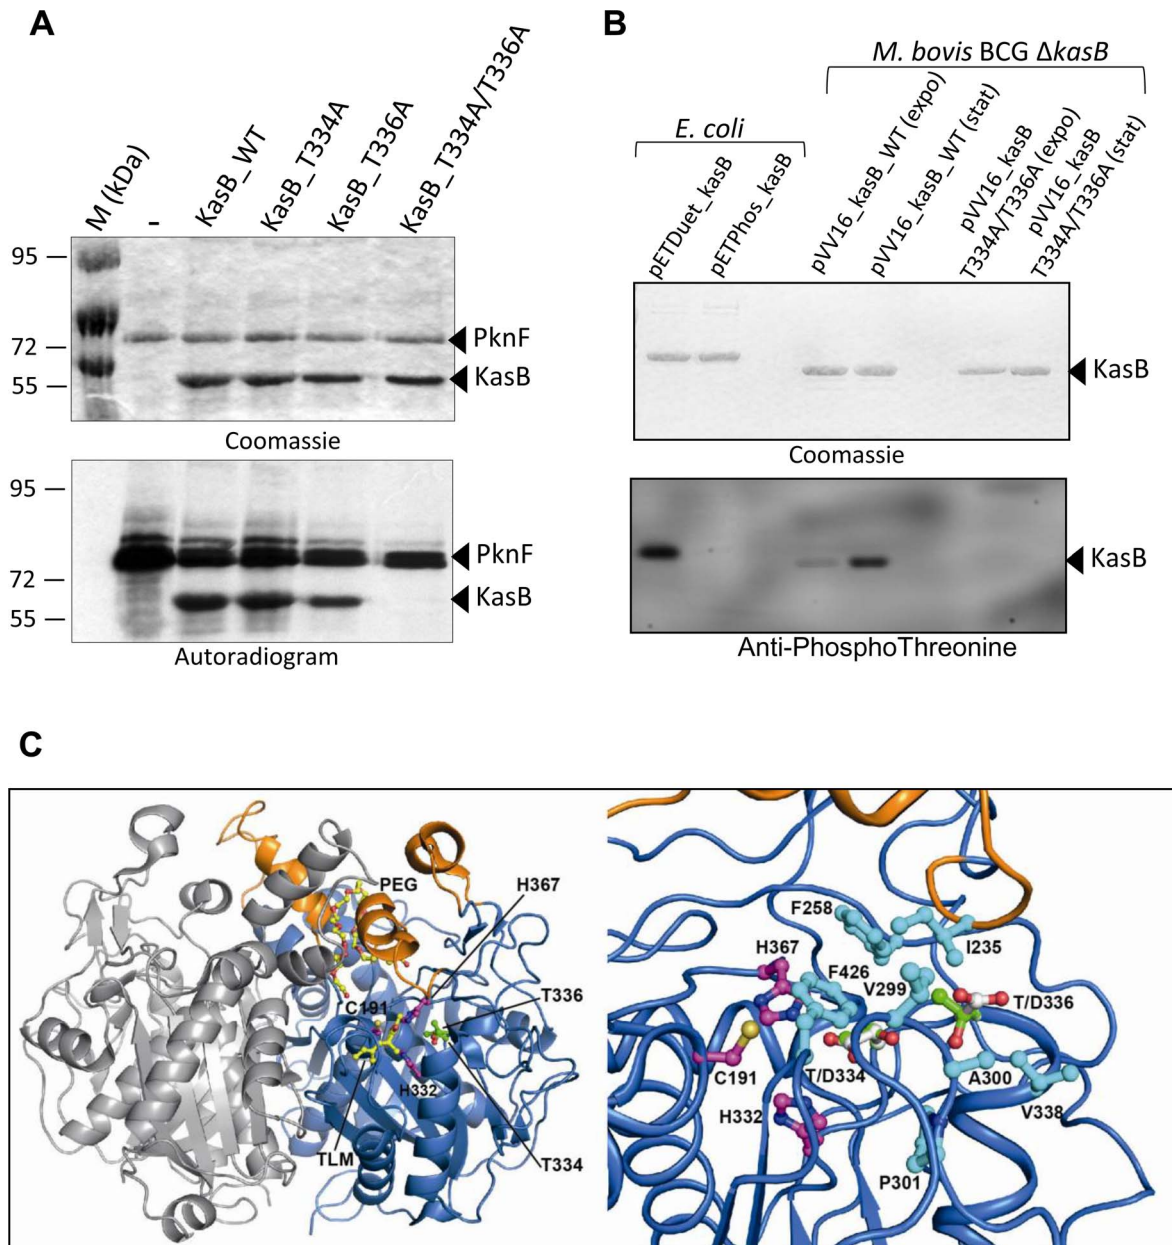 A
M (kDa)
-
KasB_WT
KasB_T334A
KasB_T336A
KasB_T334A/T336A
95
72
55
PknF
KasB
Coomassie
95
72
55
PknF
KasB
Autoradiogram
B
M. bovis BCG ΔkasB
E. coli
pETDuet_kasB
pETPhos_kasB
pVV16_kasB_WT (expo)
pVV16_kasB_WT (stat)
pVV16_kasB
T334A/T336A (expo)
pVV16_kasB
T334A/T336A (stat)
KasB
Coomassie
KasB
Anti-PhosphoThreonine
C
PEG
H367
C191
T336
H332
TLM
T334
F258
I235
H367
F426
V299
T/D336
C191
T/D334
A300
H332
V338
P301